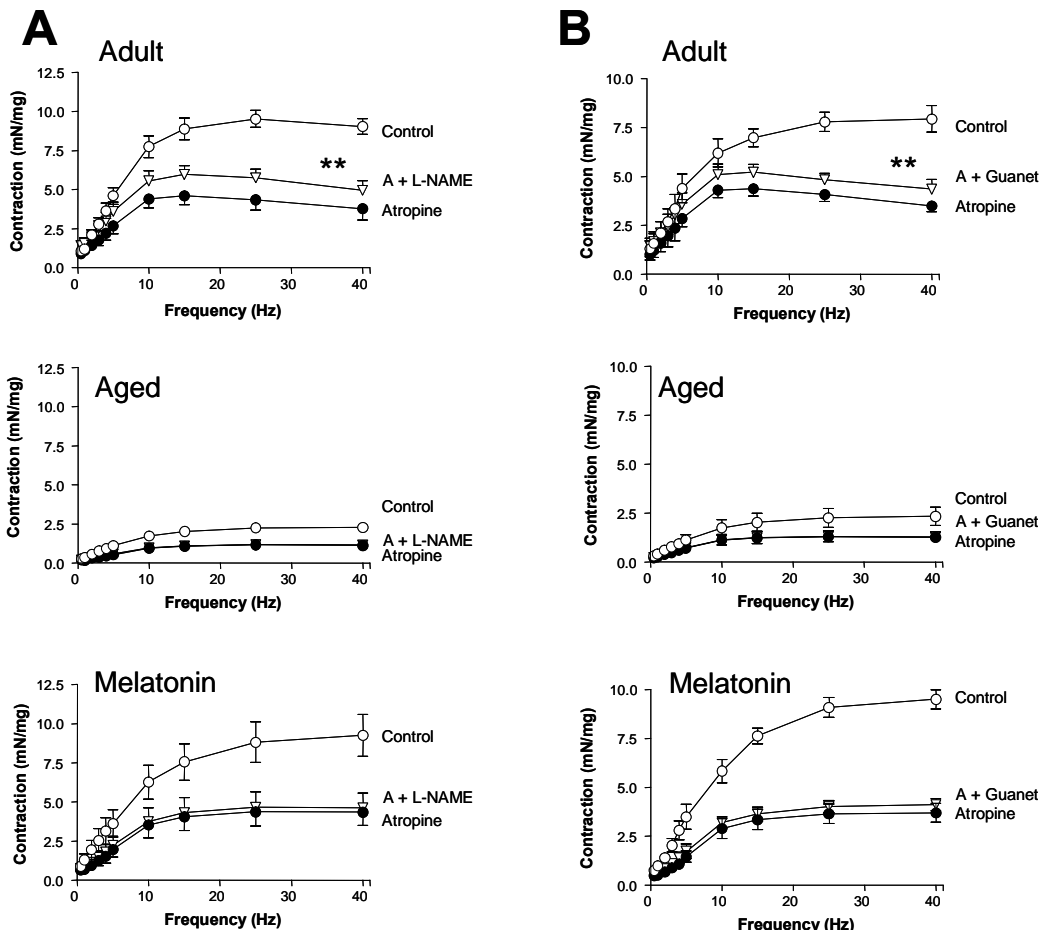 A
Adult
12.5
10.0
7.5
5.0
2.5
0.0
Contraction (mN/mg)
0 10 20 30 40
Frequency (Hz)
Control
**
A + L-NAME
Atropine
B
Adult
10.0
7.5
5.0
2.5
0.0
Contraction (mN/mg)
0 10 20 30 40
Frequency (Hz)
Control
**
A + Guanet
Atropine
Aged
12.5
10.0
7.5
5.0
2.5
0.0
Contraction (mN/mg)
0 10 20 30 40
Frequency (Hz)
Control
A + L-NAME
Atropine
Aged
10.0
7.5
5.0
2.5
0.0
Contraction (mN/mg)
0 10 20 30 40
Frequency (Hz)
Control
A + Guanet
Atropine
Melatonin
12.5
10.0
7.5
5.0
2.5
0.0
Contraction (mN/mg)
0 10 20 30 40
Frequency (Hz)
Control
A + L-NAME
Atropine
Melatonin
10.0
7.5
5.0
2.5
0.0
Contraction (mN/mg)
0 10 20 30 40
Frequency (Hz)
Control
A + Guanet
Atropine